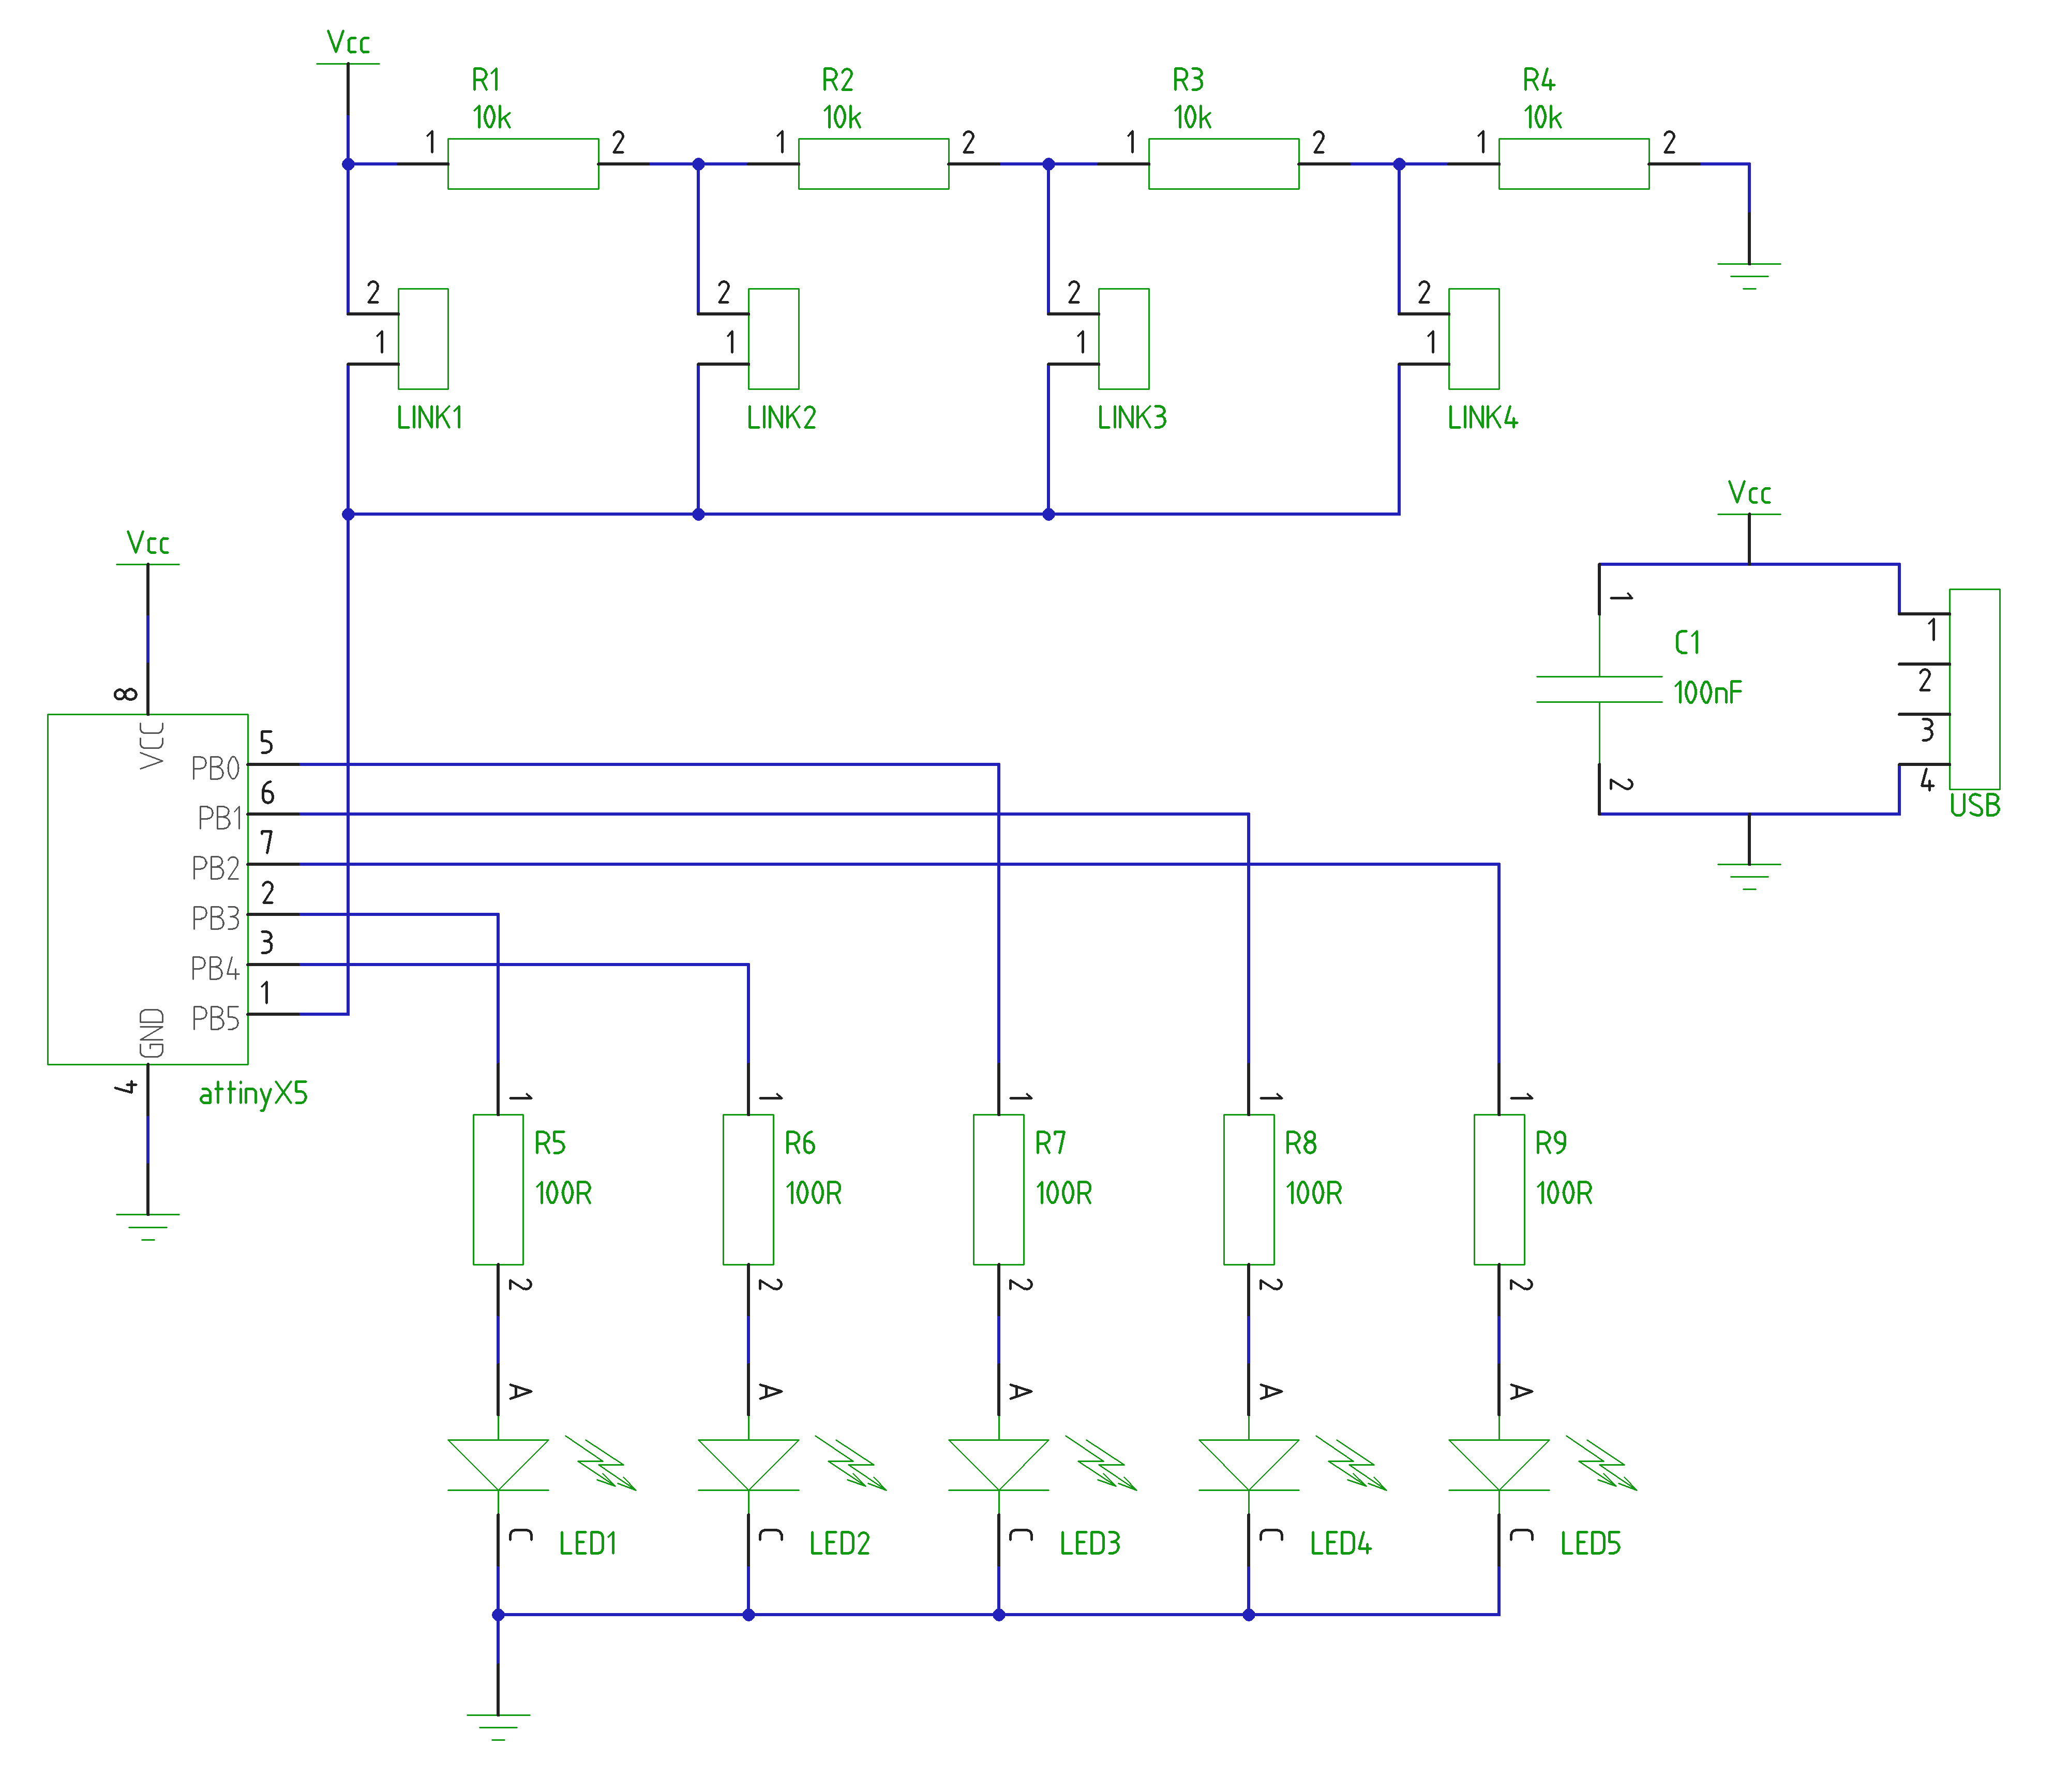 Vcc
R1
10k
1
2
R2
10k
1
2
R3
10k
1
2
R4
10k
1
2
2
1
LINK1
2
1
LINK2
2
1
LINK3
2
1
LINK4
Vcc
8
VCC
PB0
5
PB1
6
PB2
7
PB3
2
PB4
3
PB5
1
GND
4
attinyX5
Vcc
1
C1
100nF
2
1
2
3
4
USB
1
R5
100R
2
1
R6
100R
2
1
R7
100R
2
1
R8
100R
2
1
R9
100R
2
A
C
LED1
A
C
LED2
A
C
LED3
A
C
LED4
A
C
LED5